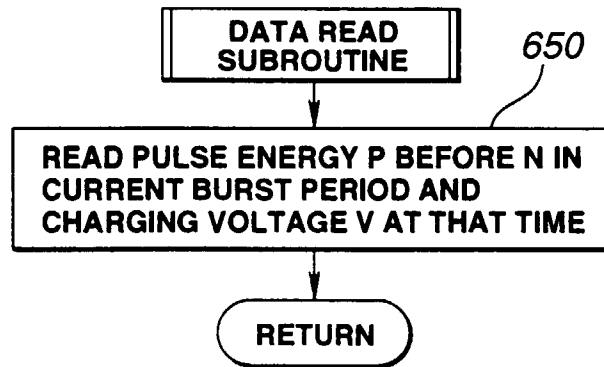 DATA READ
SUBROUTINE
650
READ PULSE ENERGY P BEFORE N IN
CURRENT BURST PERIOD AND
CHARGING VOLTAGE V AT THAT TIME
RETURN